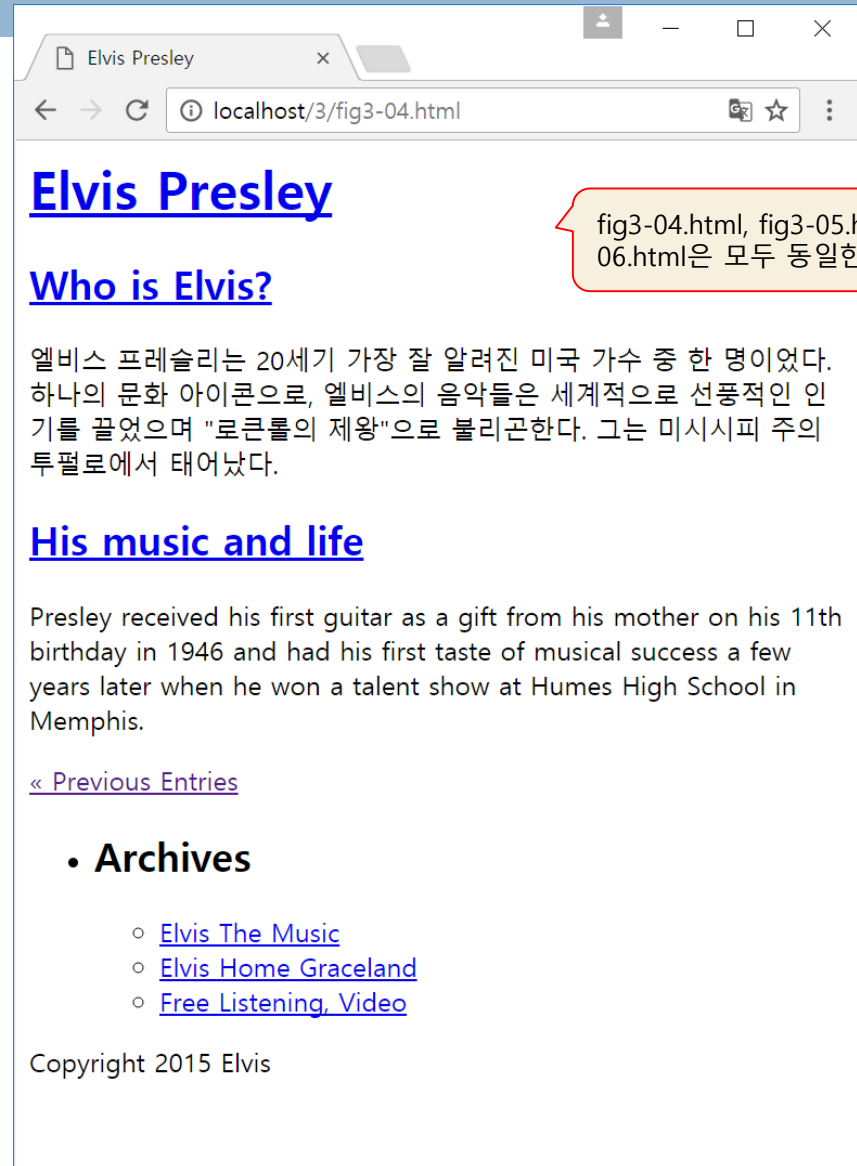 Elvis Presley
localhost/3/fig3-04.html
Elvis Presley
fig3-04.html, fig3-05.
06.html은 모두 동일한
Who is Elvis?
엘비스 프레슬리는 20세기 가장 잘 알려진 미국 가수 중 한 명이었다.
하나의 문화 아이콘으로, 엘비스의 음악들은 세계적으로 선풍적인 인
기를 끌었으며 "로큰롤의 제왕"으로 불리곤한다. 그는 미시시피 주의
투펄로에서 태어났다.
His music and life
Presley received his first guitar as a gift from his mother on his 11th
birthday in 1946 and had his first taste of musical success a few
years later when he won a talent show at Humes High School in
Memphis.
« Previous Entries
• Archives
○ Elvis The Music
○ Elvis Home Graceland
○ Free Listening, Video
Copyright 2015 Elvis